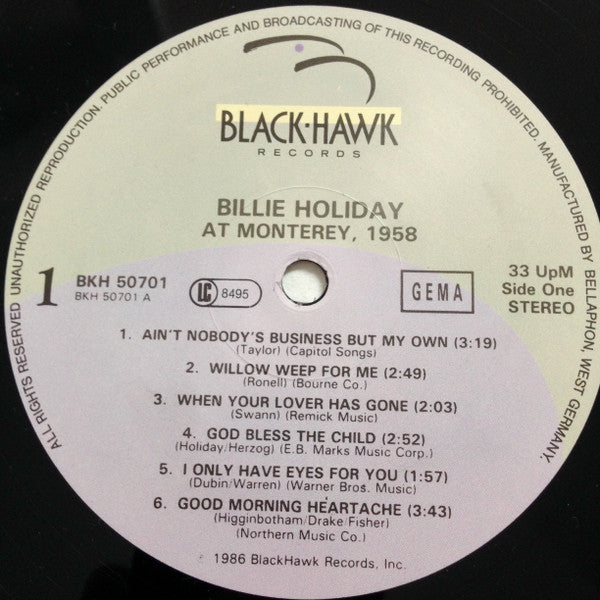 ALL RIGHTS RESERVED UNAUTHORIZED REPRODUCTION. PUBLIC PERFORMANCE AND BROADCASTING OF THIS RECORDING PROHIBITED. MANUFACTURED BY BELLAPHON, WEST GERMANY.
BLACK·HAWK
RECORDS
BILLIE HOLIDAY
AT MONTEREY, 1958
1
BKH 50701
BKH 50701 A
LC 8495
GEMA
33 UpM
Side One
STEREO
1. AIN'T NOBODY'S BUSINESS BUT MY OWN (3:19)
(Taylor) (Capitol Songs)
2. WILLOW WEEP FOR ME (2:49)
(Ronell) (Bourne Co.)
3. WHEN YOUR LOVER HAS GONE (2:03)
(Swann) (Remick Music)
4. GOD BLESS THE CHILD (2:52)
(Holiday/Herzog) (E.B. Marks Music Corp.)
5. I ONLY HAVE EYES FOR YOU (1:57)
(Dubin/Warren) (Warner Bros. Music)
6. GOOD MORNING HEARTACHE (3:43)
(Higginbotham/Drake/Fisher)
(Northern Music Co.)
1986 BlackHawk Records, Inc.